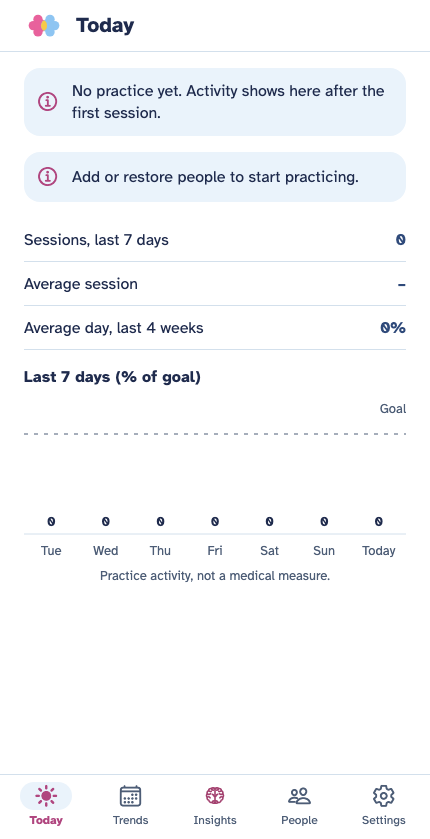 Today
No practice yet. Activity shows here after the
first session.
Add or restore people to start practicing.
Sessions, last 7 days 0
Average session –
Average day, last 4 weeks 0%
Last 7 days (% of goal)
Goal
0 0 0 0 0 0 0
Tue Wed Thu Fri Sat Sun Today
Practice activity, not a medical measure.
Today Trends Insights People Settings